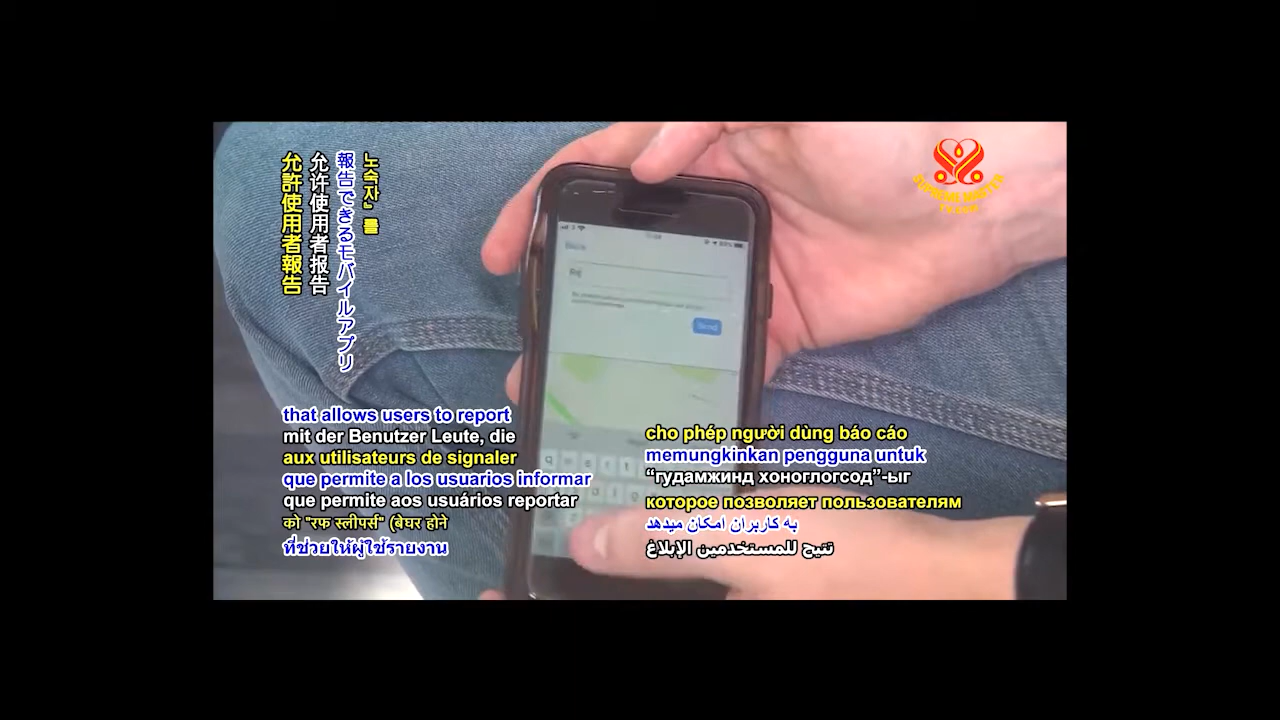 노숙자』를
報告できるモバイルアプリ
允许使用者报告
允許使用者報告
SUPREME MASTER
that allows users to report
mit der Benutzer Leute, die
aux utilisateurs de signaler
que permite a los usuarios informar
que permite aos usuários reportar
को "रफ स्लीपर्स" (बेघर होने
ที่ช่วยให้ผู้ใช้รายงาน
cho phép người dùng báo cáo
memungkinkan pengguna untuk
“гудамжинд хоноглогсод”-ыг
которое позволяет пользователям
به کاربران امکان میدهد
تتيح للمستخدمين الإبلاغ
Send